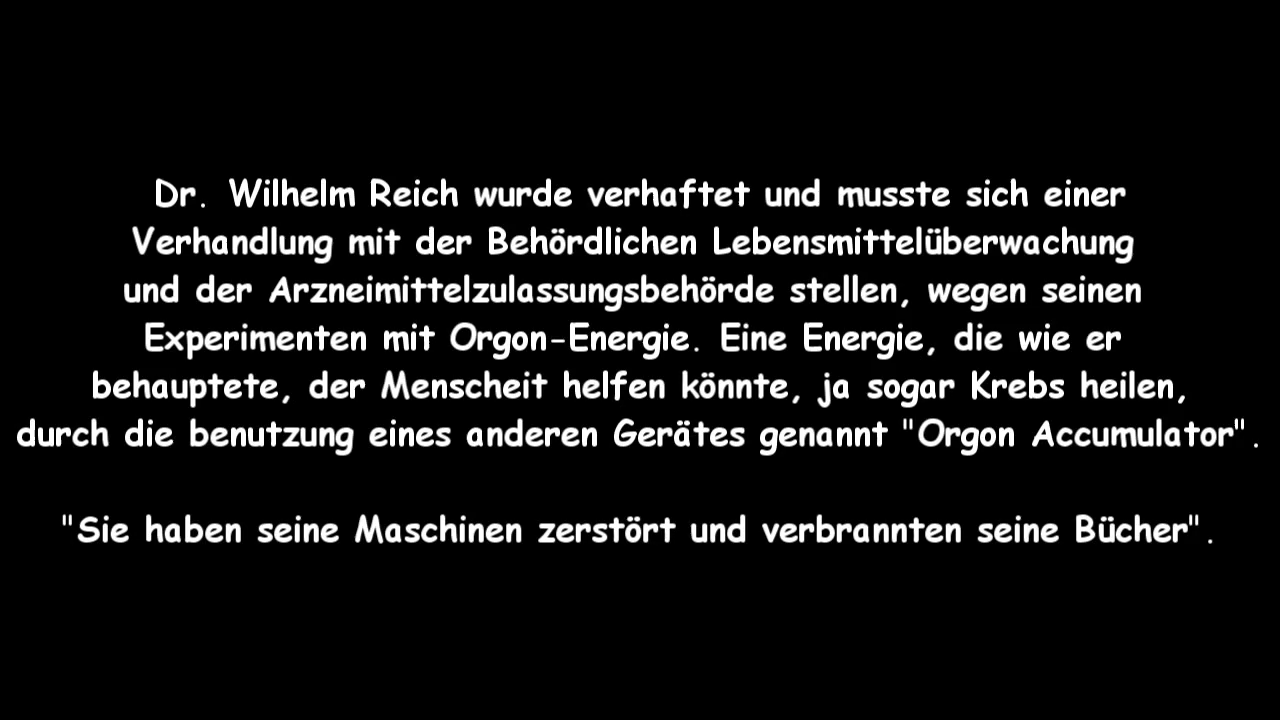 Dr. Wilhelm Reich wurde verhaftet und musste sich einer
Verhandlung mit der Behördlichen Lebensmittelüberwachung
und der Arzneimittelzulassungsbehörde stellen, wegen seinen
Experimenten mit Orgon-Energie. Eine Energie, die wie er
behauptete, der Menscheit helfen könnte, ja sogar Krebs heilen,
durch die benutzung eines anderen Gerätes genannt "Orgon Accumulator".
"Sie haben seine Maschinen zerstört und verbrannten seine Bücher".